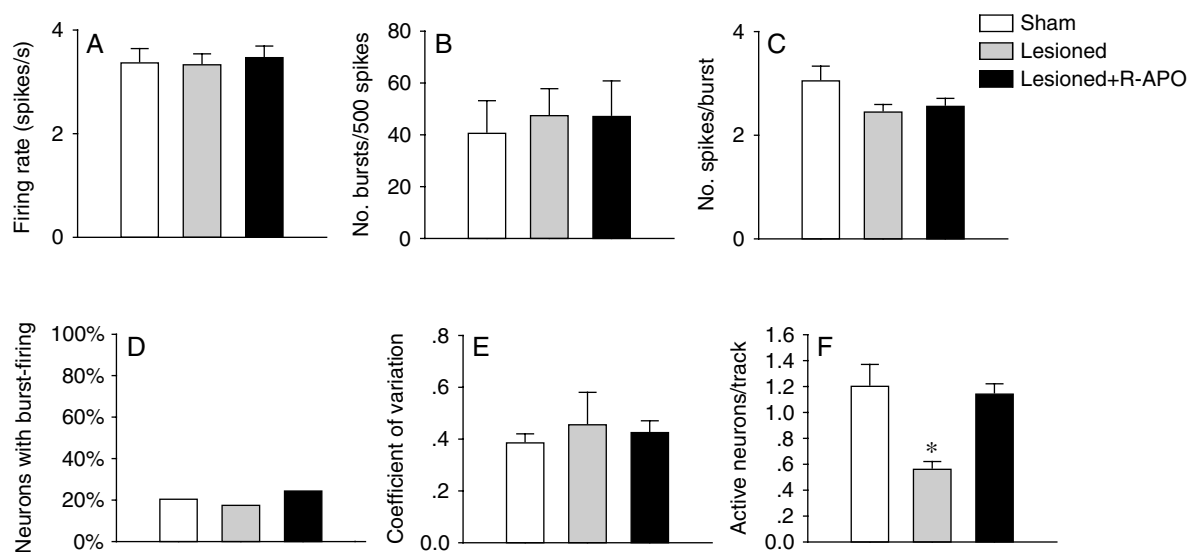 Sham
Lesioned
Lesioned+R-APO
A
Firing rate (spikes/s)
4
2
0
B
No. bursts/500 spikes
80
60
40
20
0
C
No. spikes/burst
4
2
0
D
Neurons with burst-firing
100%
80%
60%
40%
20%
0%
E
Coefficient of variation
.8
.6
.4
.2
0.0
F
Active neurons/track
1.6
1.4
1.2
1.0
.8
.6
.4
.2
0.0
*